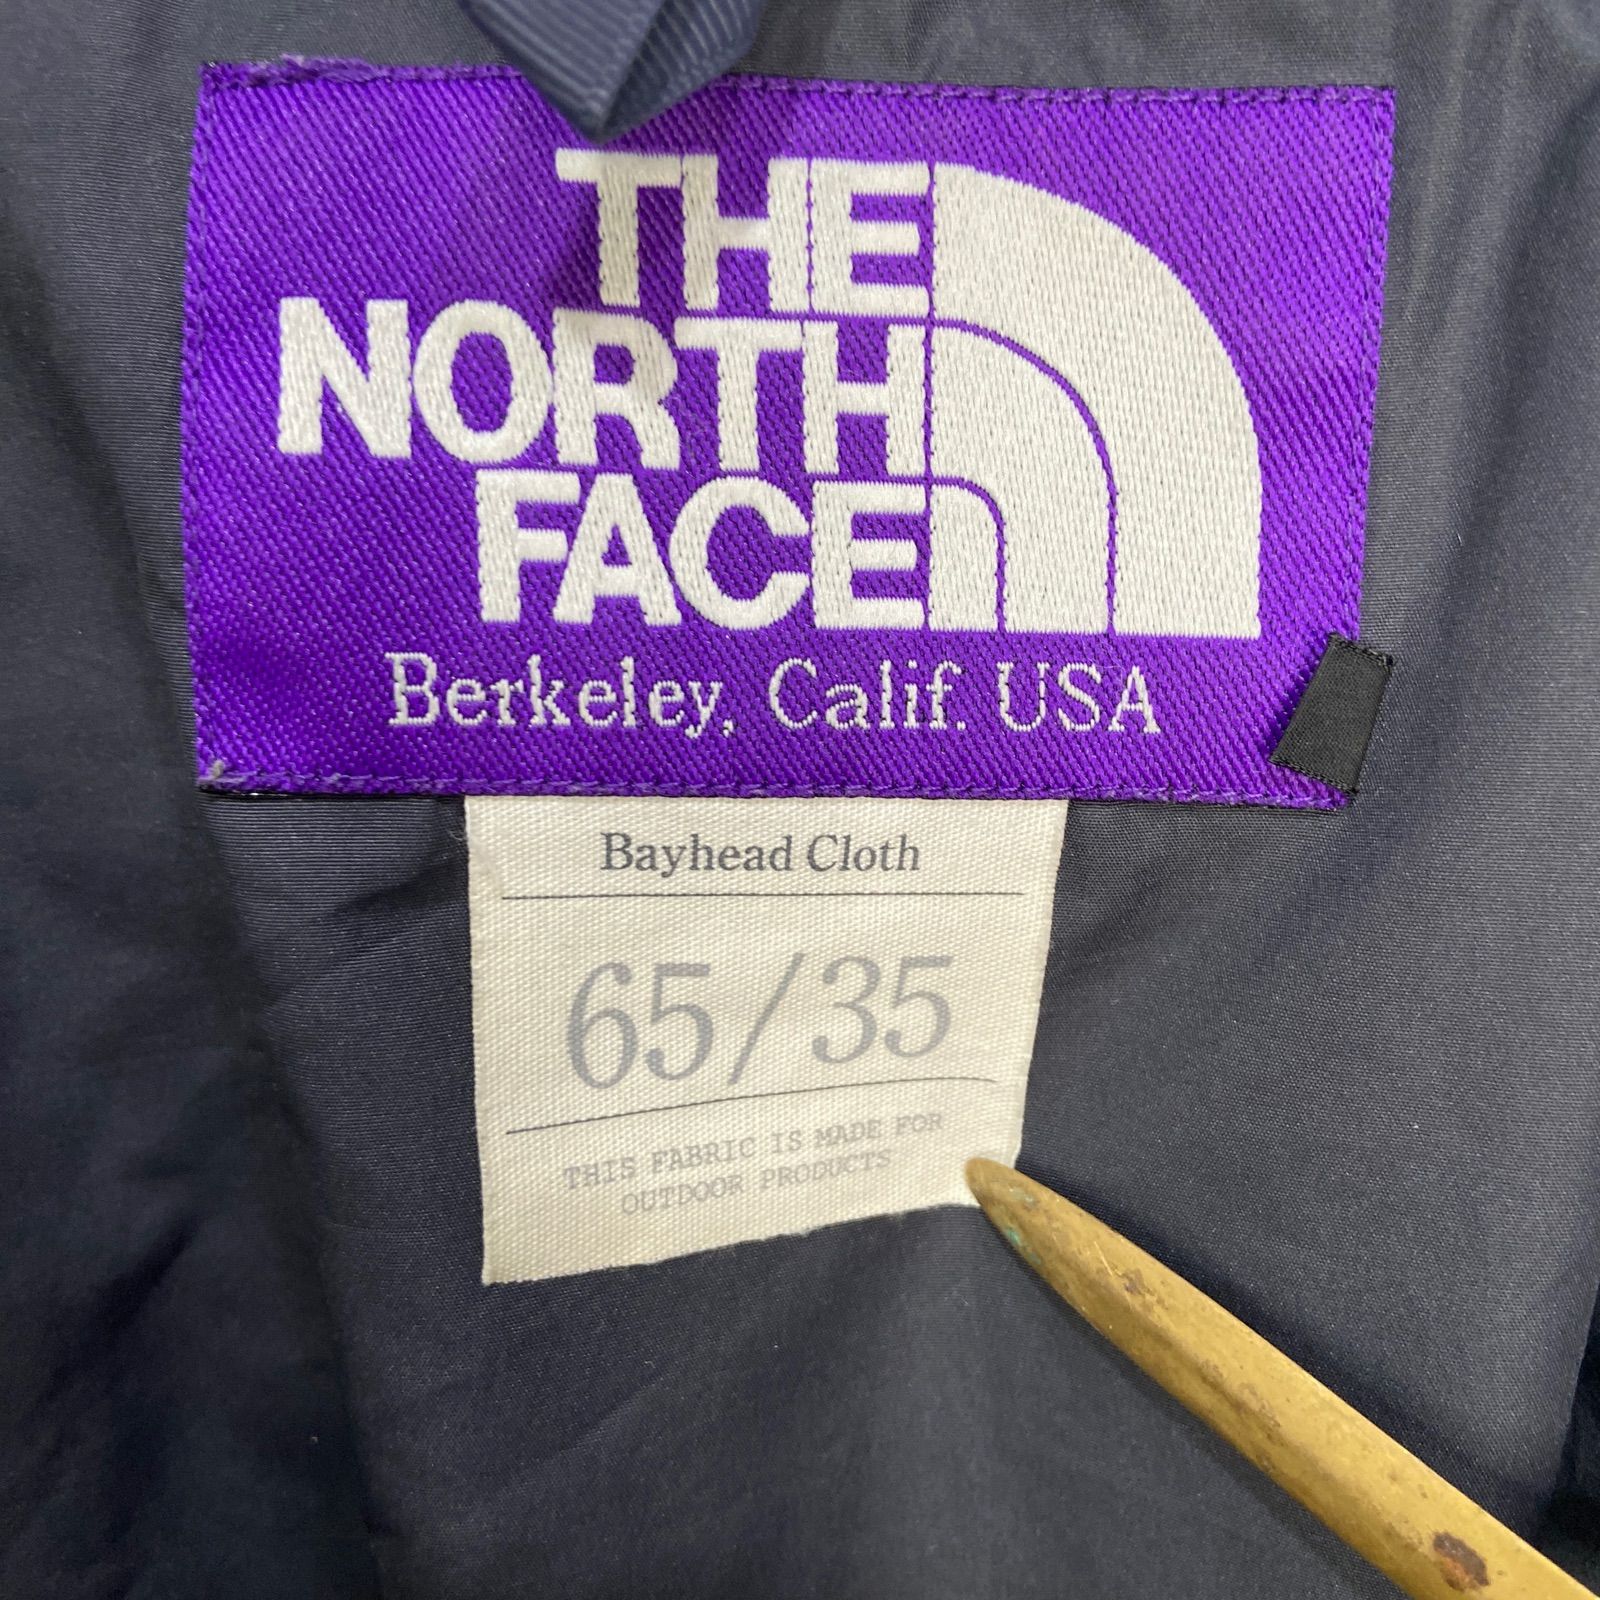 THE
NORTH
FACE
Berkeley, Calif. USA
Bayhead Cloth
65/35
THIS FABRIC IS MADE FOR
OUTDOOR PRODUCTS